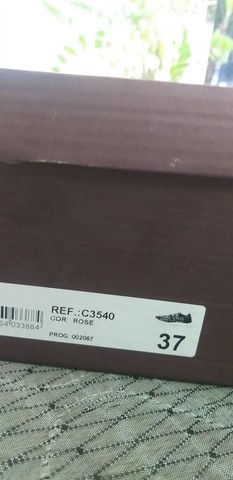 REF.:C3540
COR: ROSE
PROG :002067
37